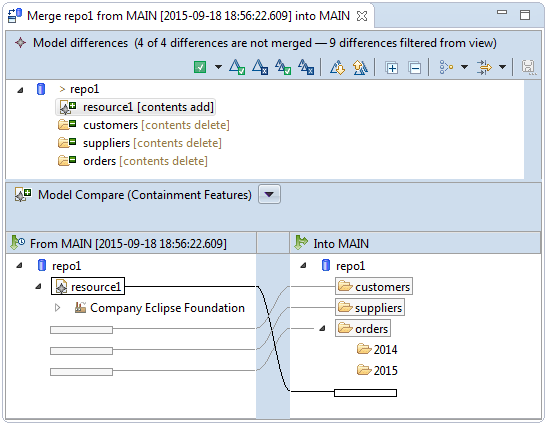 Merge repo1 from MAIN [2015-09-18 18:56:22.609] into MAIN
Model differences (4 of 4 differences are not merged — 9 differences filtered from view)
> repo1
resource1 [contents add]
customers [contents delete]
suppliers [contents delete]
orders [contents delete]
Model Compare (Containment Features)
From MAIN [2015-09-18 18:56:22.609]
Into MAIN
repo1
repo1
resource1
customers
Company Eclipse Foundation
suppliers
orders
2014
2015